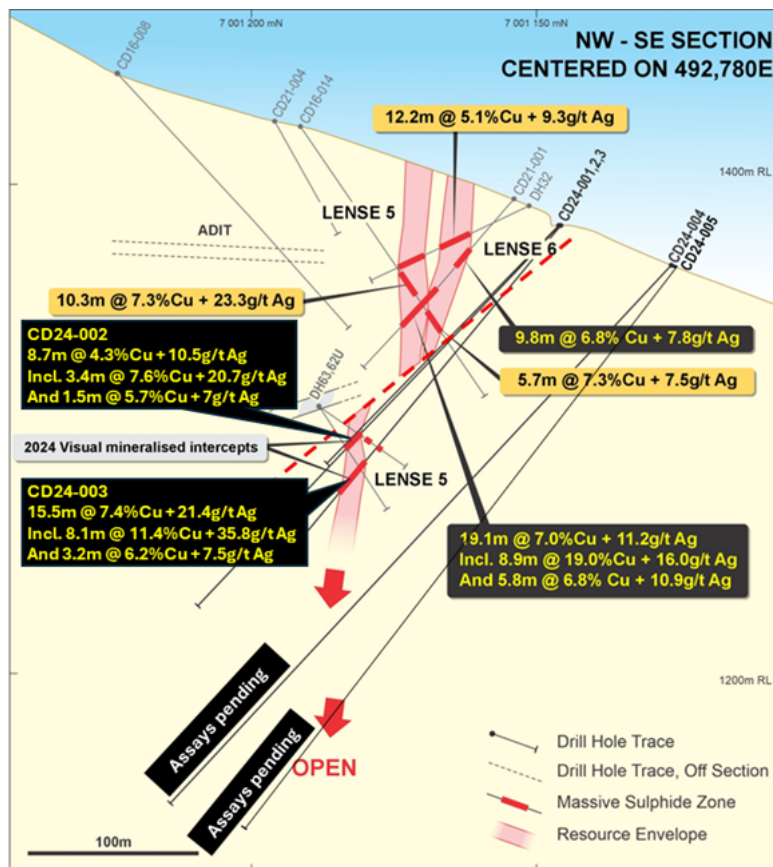 7 001 200 mN
7 001 150 mN
NW - SE SECTION
CENTERED ON 492,780E
CD16-008
CD21-004
CD16-014
12.2m @ 5.1%Cu + 9.3g/t Ag
CD21-001
DH32
CD24-001,2,3
1400m RL
LENSE 5
ADIT
LENSE 6
CD24-004
CD24-005
10.3m @ 7.3%Cu + 23.3g/t Ag
CD24-002
8.7m @ 4.3%Cu + 10.5g/t Ag
Incl. 3.4m @ 7.6%Cu + 20.7g/t Ag
And 1.5m @ 5.7%Cu + 7g/t Ag
9.8m @ 6.8% Cu + 7.8g/t Ag
5.7m @ 7.3%Cu + 7.5g/t Ag
DH63,62U
2024 Visual mineralised intercepts
LENSE 5
CD24-003
15.5m @ 7.4%Cu + 21.4g/t Ag
Incl. 8.1m @ 11.4%Cu + 35.8g/t Ag
And 3.2m @ 6.2%Cu + 7.5g/t Ag
19.1m @ 7.0%Cu + 11.2g/t Ag
Incl. 8.9m @ 19.0%Cu + 16.0g/t Ag
And 5.8m @ 6.8% Cu + 10.9g/t Ag
1200m RL
Assays pending
Assays pending
OPEN
Drill Hole Trace
Drill Hole Trace, Off Section
Massive Sulphide Zone
Resource Envelope
100m